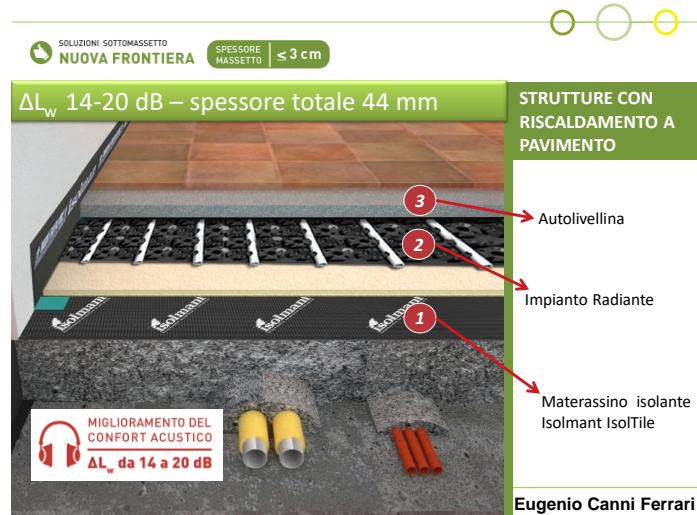 SOLUZIONI SOTTOMASSETTO
NUOVA FRONTIERA
SPESSORE
MASSETTO
≤ 3 cm
ΔLw 14-20 dB – spessore totale 44 mm
STRUTTURE CON
RISCALDAMENTO A
PAVIMENTO
3
Autolivellina
2
Impianto Radiante
isolmant
isolmant
isolmant
isolmant
isolmant
1
Materassino isolante
Isolmant IsolTile
MIGLIORAMENTO DEL
CONFORT ACUSTICO
ΔLw da 14 a 20 dB
Eugenio Canni Ferrari